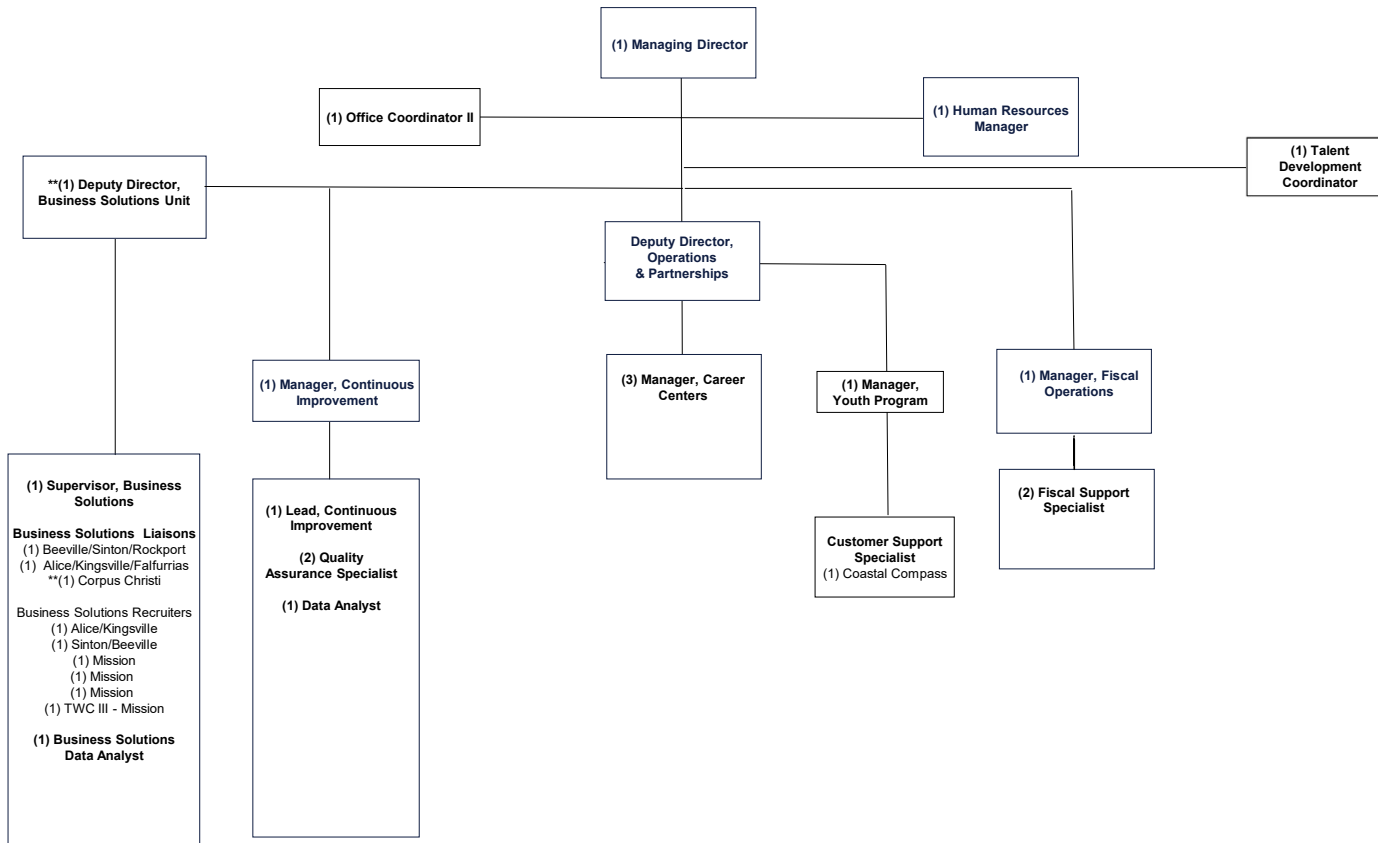 (1) Managing Director
(1) Office Coordinator II
(1) Human Resources
Manager
(1) Talent
Development
Coordinator
**(1) Deputy Director,
Business Solutions Unit
Deputy Director,
Operations
& Partnerships
(1) Manager, Continuous
Improvement
(3) Manager, Career
Centers
(1) Manager,
Youth Program
(1) Manager, Fiscal
Operations
(1) Supervisor, Business
Solutions
Business Solutions Liaisons
(1) Beeville/Sinton/Rockport
(1) Alice/Kingsville/Falfurrias
**(1) Corpus Christi
Business Solutions Recruiters
(1) Alice/Kingsville
(1) Sinton/Beeville
(1) Mission
(1) Mission
(1) Mission
(1) TWC III - Mission
(1) Business Solutions
Data Analyst
(1) Lead, Continuous
Improvement
(2) Quality
Assurance Specialist
(1) Data Analyst
Customer Support
Specialist
(1) Coastal Compass
(2) Fiscal Support
Specialist